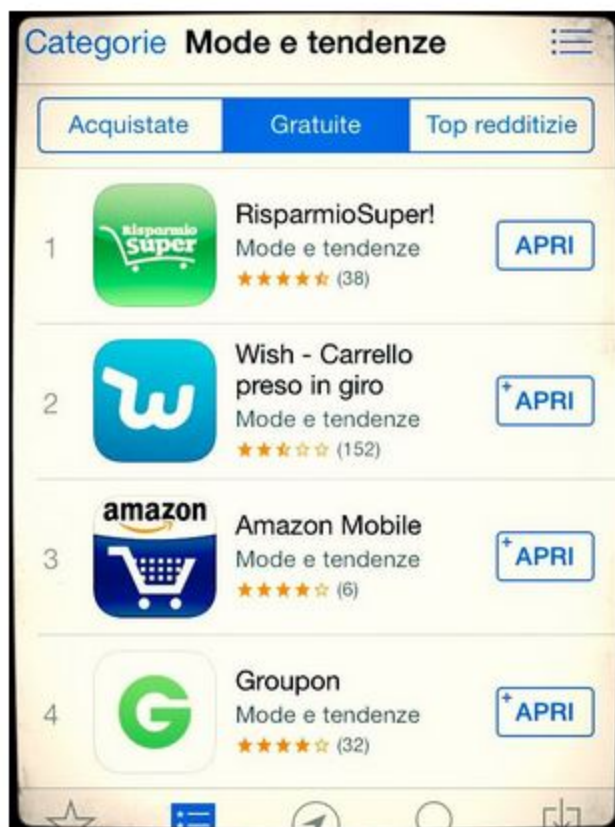 Categorie Mode e tendenze
Acquistate Gratuite Top redditizie
1
Risparmio
super
RisparmioSuper!
Mode e tendenze
(38)
APRI
2
Wish - Carrello
preso in giro
Mode e tendenze
(152)
+APRI
3
amazon
Amazon Mobile
Mode e tendenze
(6)
+APRI
4
G
Groupon
Mode e tendenze
(32)
+APRI